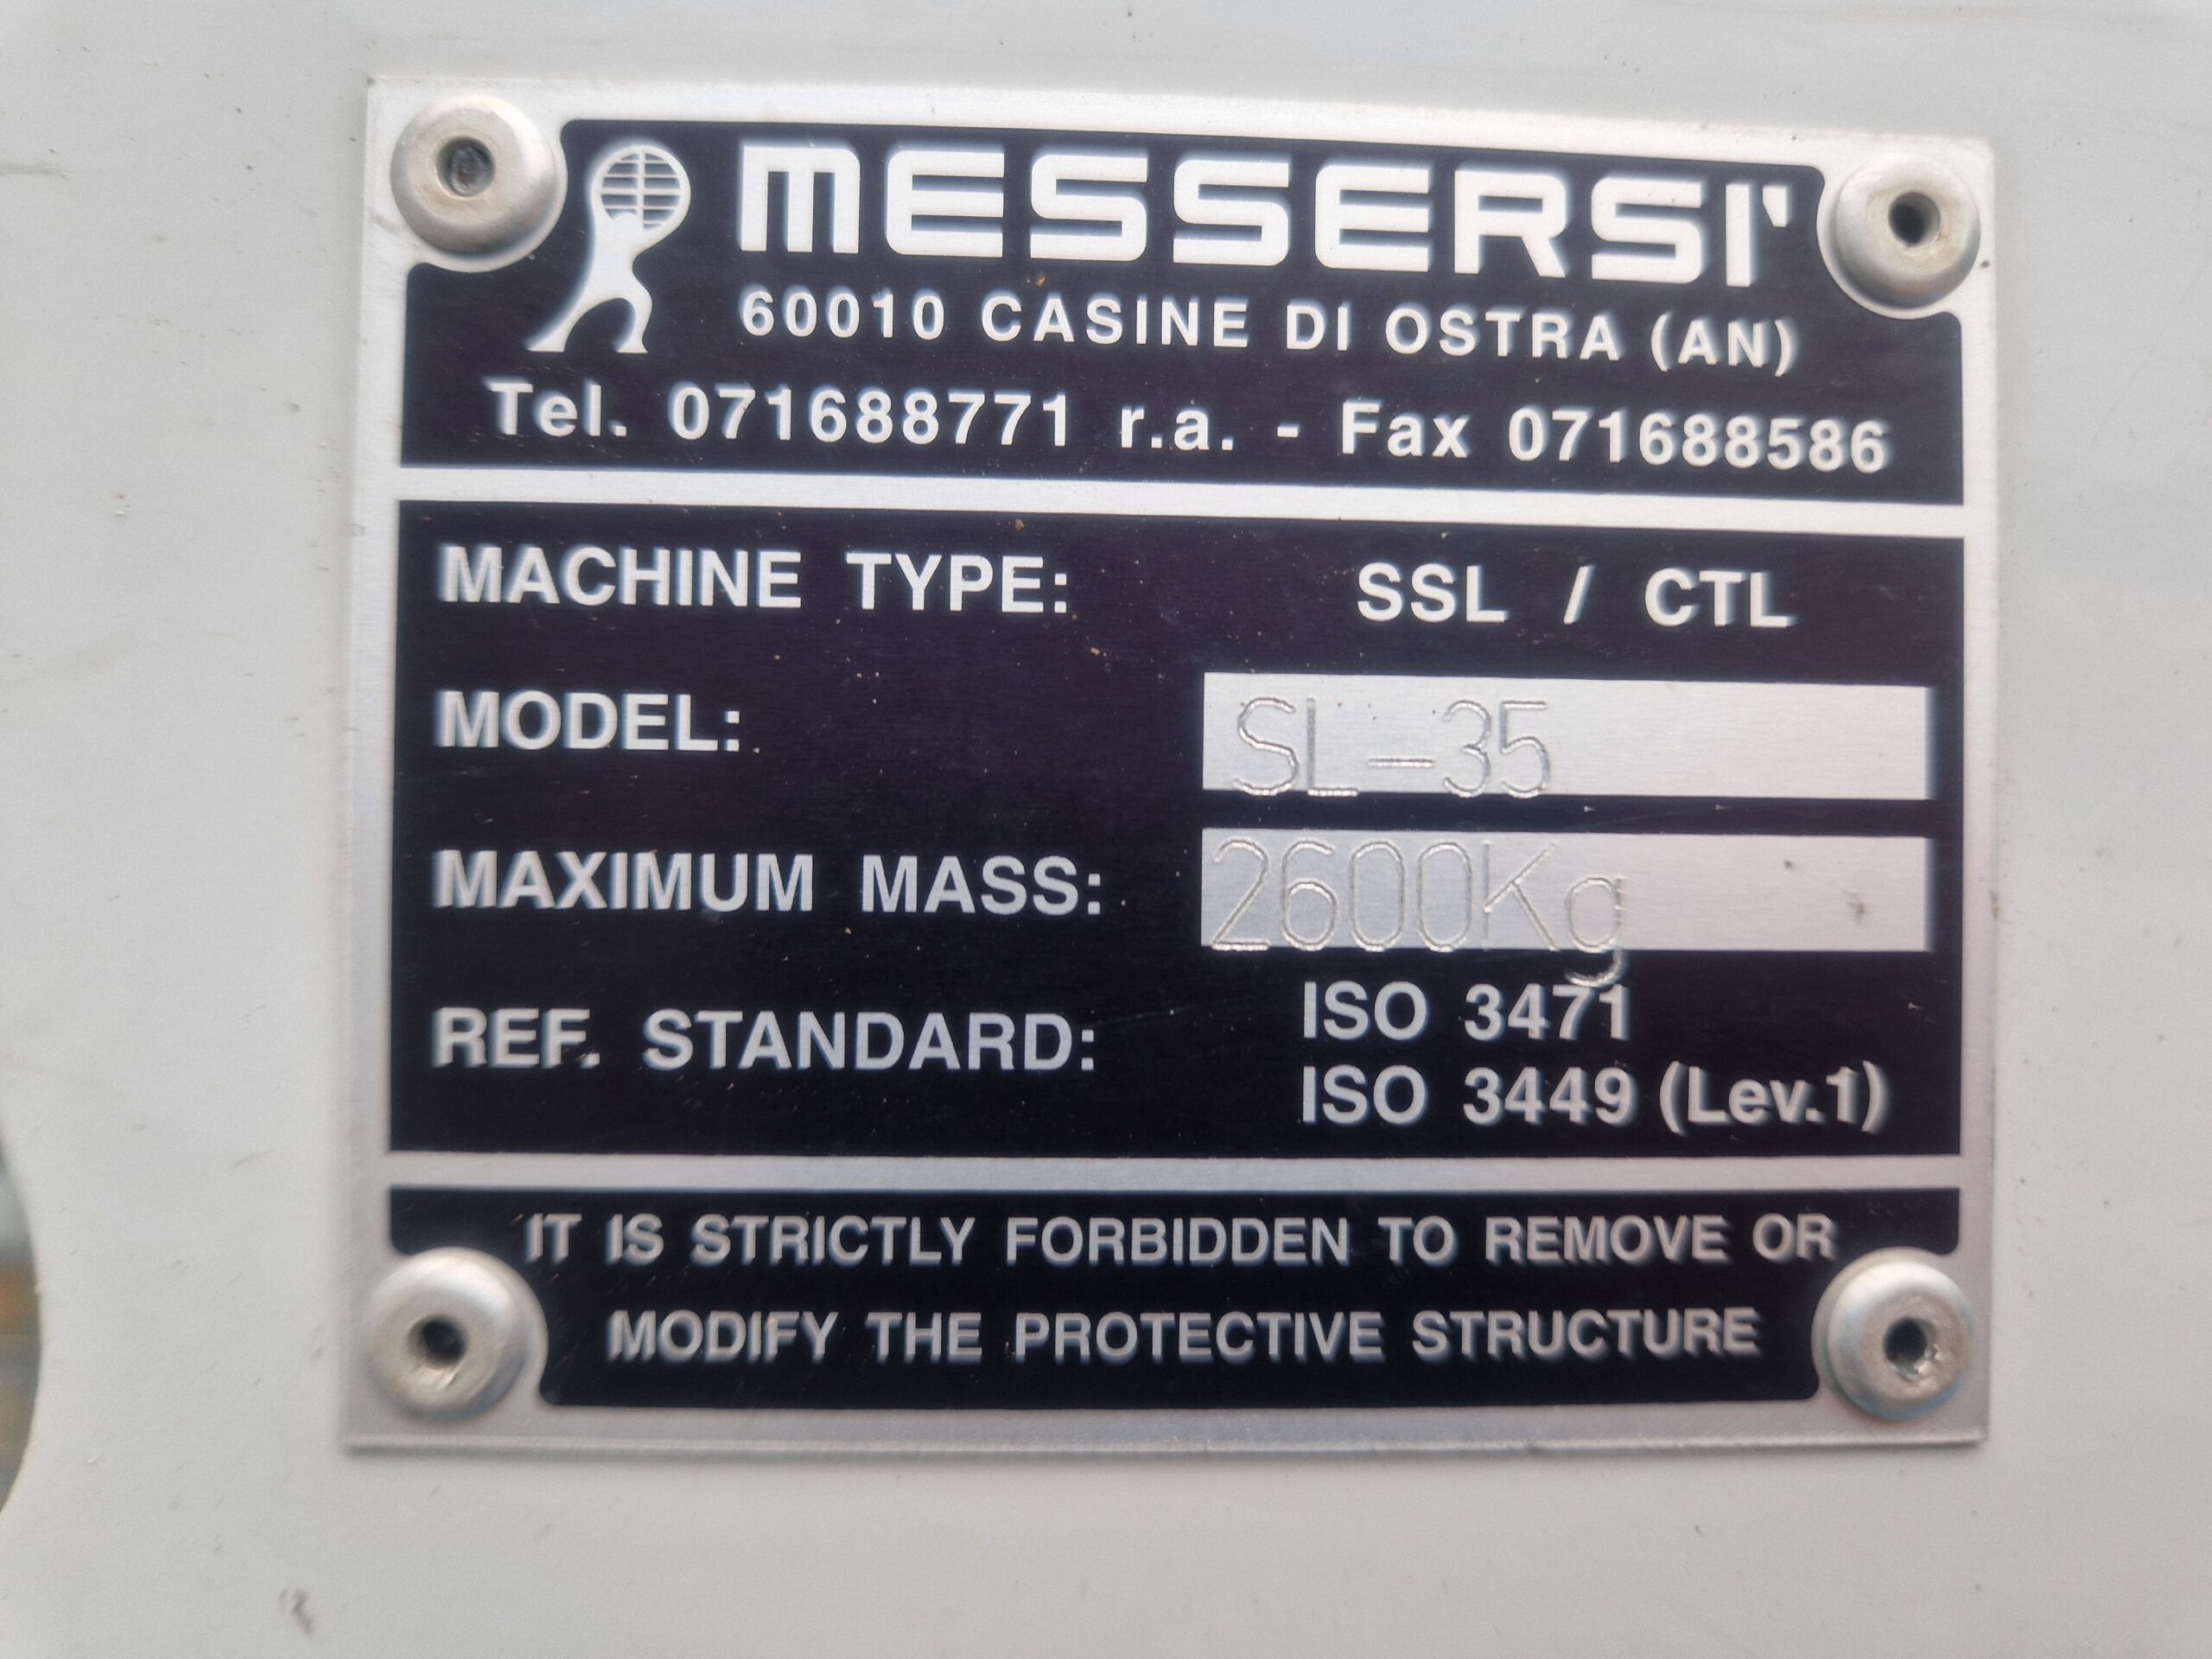 MESSERSI'
60010 CASINE DI OSTRA (AN)
Tel. 071688771 r.a. - Fax 071688586
MACHINE TYPE: SSL / CTL
MODEL: SL-35
MAXIMUM MASS: 2600Kg
REF. STANDARD: ISO 3471
ISO 3449 (Lev.1)
IT IS STRICTLY FORBIDDEN TO REMOVE OR
MODIFY THE PROTECTIVE STRUCTURE